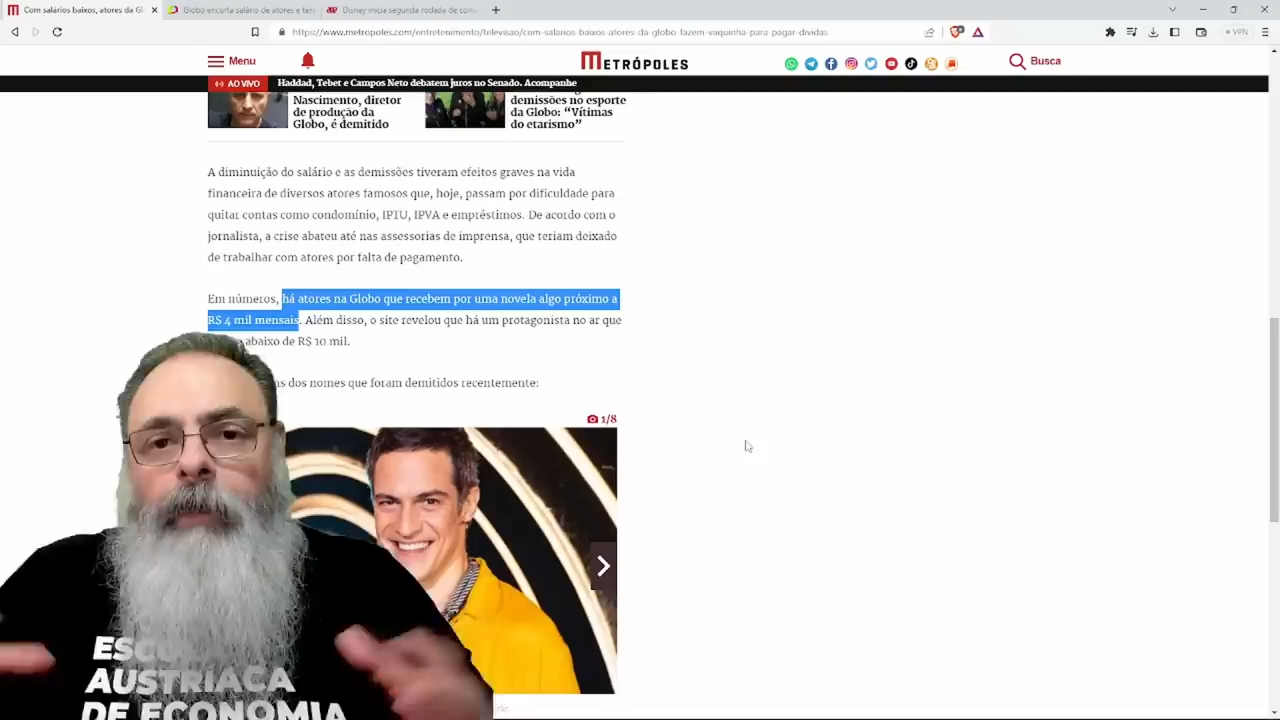 Com salários baixos, atores da Gl
Globo encurta salário de atores e ter
Disney inicia segunda rodada de com
https://www.metropoles.com/entretenimento/televisao/com-salarios-baixos-atores-da-globo-fazem-vaquinha-para-pagar-dividas
VPN
Menu
METRÓPOLES
Busca
AO VIVO
Haddad, Tebet e Campos Neto debatem juros no Senado. Acompanhe
Nascimento, diretor
de produção da
Globo, é demitido
demissões no esporte
da Globo: “Vítimas
do etarismo”
A diminuição do salário e as demissões tiveram efeitos graves na vida
financeira de diversos atores famosos que, hoje, passam por dificuldade para
quitar contas como condomínio, IPTU, IPVA e empréstimos. De acordo com o
jornalista, a crise abateu até nas assessorias de imprensa, que teriam deixado
de trabalhar com atores por falta de pagamento.
Em números, há atores na Globo que recebem por uma novela algo próximo a
R$ 4 mil mensais. Além disso, o site revelou que há um protagonista no ar que
abaixo de R$ 10 mil.
dos nomes que foram demitidos recentemente:
1/8
ESCO
AUSTRÍACA
DE ECONOMIA